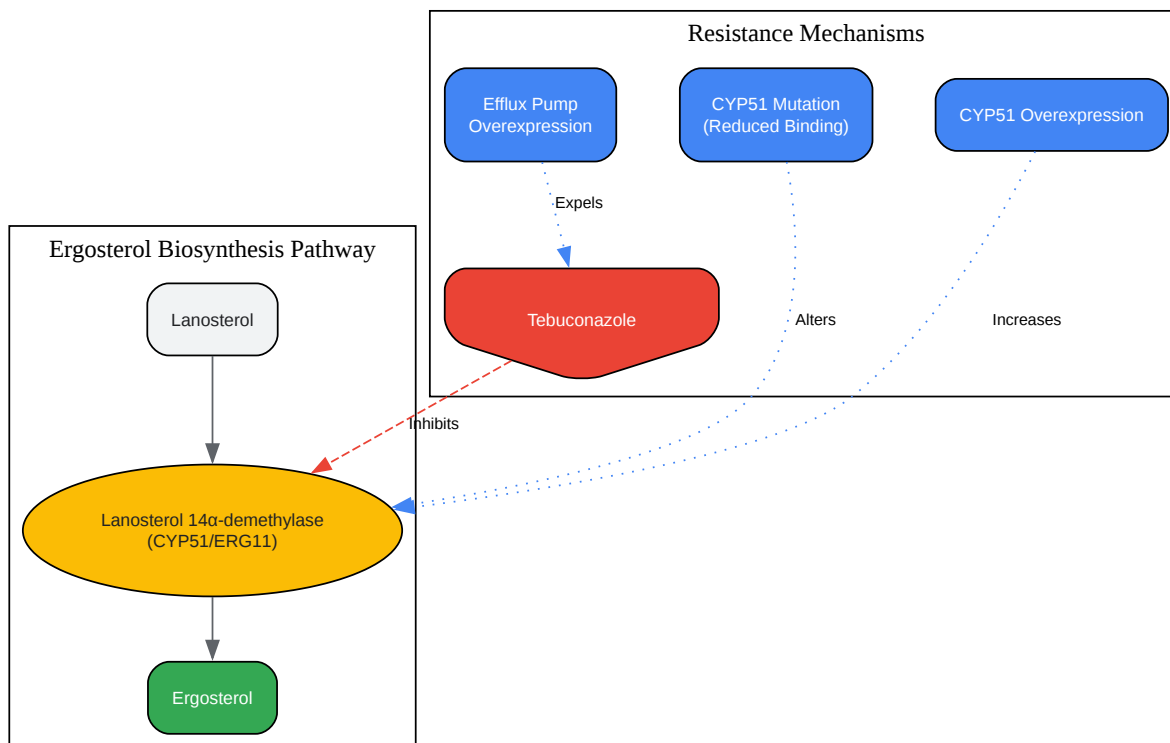 Resistance Mechanisms
Efflux Pump
Overexpression
CYP51 Mutation
(Reduced Binding)
CYP51 Overexpression
Expels
Ergosterol Biosynthesis Pathway
Lanosterol
Tebuconazole
Alters
Increases
Inhibits
Lanosterol 14α-demethylase
(CYP51/ERG11)
Ergosterol